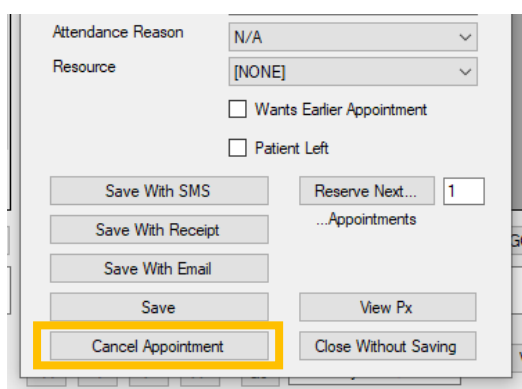 Attendance Reason N/A
Resource [NONE]
Wants Earlier Appointment
Patient Left
Save With SMS Reserve Next... 1
Save With Receipt ...Appointments
Save With Email
Save View Px
Cancel Appointment Close Without Saving